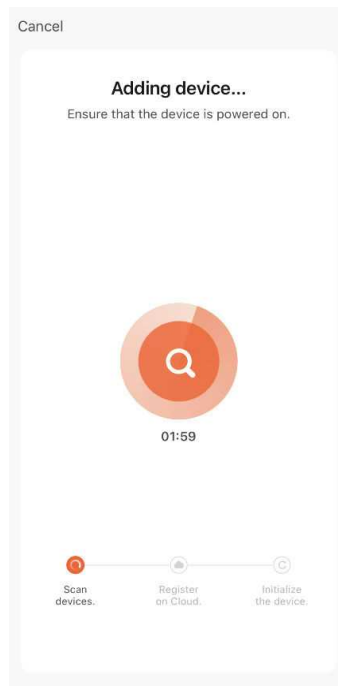 Cancel
Adding device...
Ensure that the device is powered on.
01:59
Scan
devices.
Register
on Cloud.
Initialize
the device.